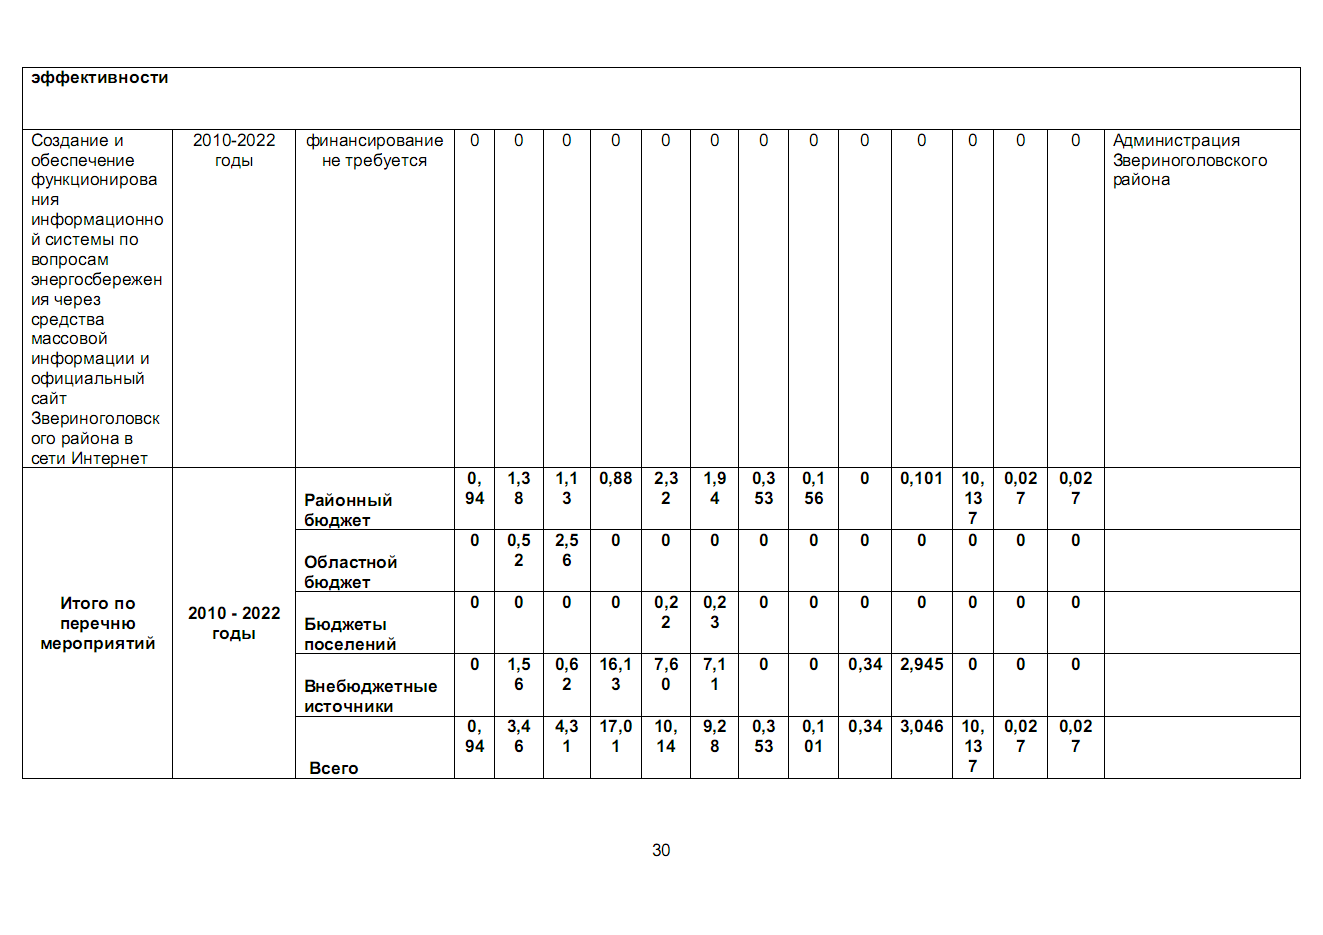 эффективности
Создание и
обеспечение
функционирова
ния
информационно
й системы по
вопросам
энергосбережен
ия через
средства
массовой
информации и
официальный
сайт
Звериноголовск
ого района в
сети Интернет
2010-2022
годы
финансирование
не требуется
0 0 0 0 0 0 0 0 0 0 0 0 0
Администрация
Звериноголовского
района
Итого по
перечню
мероприятий
2010 - 2022
годы
Районный
бюджет
0, 1,3 1,1 0,88 2,3 1,9 0,3 0,1 0 0,101 10, 0,02 0,02
94 8 3 2 4 53 56 13 7 7
7
Областной
бюджет
0 0,5 2,5 0 0 0 0 0 0 0 0 0 0
2 6
Бюджеты
поселений
0 0 0 0 0,2 0,2 0 0 0 0 0 0 0
2 3
Внебюджетные
источники
0 1,5 0,6 16,1 7,6 7,1 0 0 0,34 2,945 0 0 0
6 2 3 0 1
Всего
0, 3,4 4,3 17,0 10, 9,2 0,3 0,1 0,34 3,046 10, 0,02 0,02
94 6 1 1 14 8 53 01 13 7 7
7
30